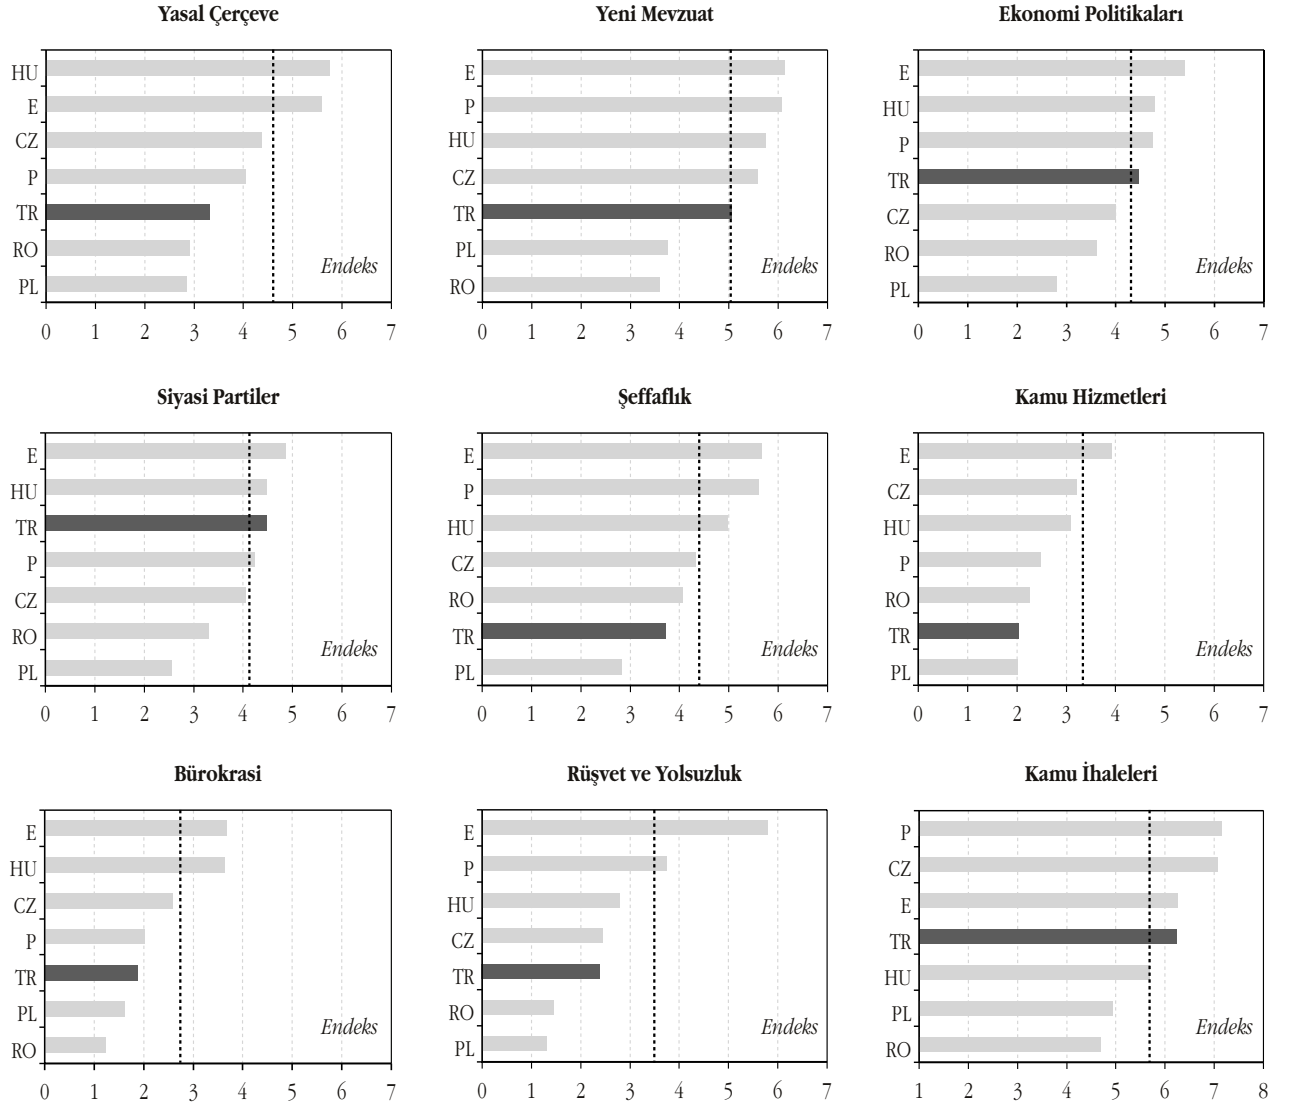 Yasal Çerçeve
HU
E
CZ
P
TR
RO
PL
Endeks
0 1 2 3 4 5 6 7
Yeni Mevzuat
E
P
HU
CZ
TR
PL
RO
Endeks
0 1 2 3 4 5 6 7
Ekonomi Politikaları
E
HU
P
TR
CZ
RO
PL
Endeks
0 1 2 3 4 5 6 7
Siyasi Partiler
E
HU
TR
P
CZ
RO
PL
Endeks
0 1 2 3 4 5 6 7
Şeffaflık
E
P
HU
CZ
RO
TR
PL
Endeks
0 1 2 3 4 5 6 7
Kamu Hizmetleri
E
CZ
HU
P
RO
TR
PL
Endeks
0 1 2 3 4 5 6 7
Bürokrasi
E
HU
CZ
P
TR
PL
RO
Endeks
0 1 2 3 4 5 6 7
Rüşvet ve Yolsuzluk
E
P
HU
CZ
TR
RO
PL
Endeks
0 1 2 3 4 5 6 7
Kamu İhaleleri
P
CZ
E
TR
HU
PL
RO
Endeks
1 2 3 4 5 6 7 8